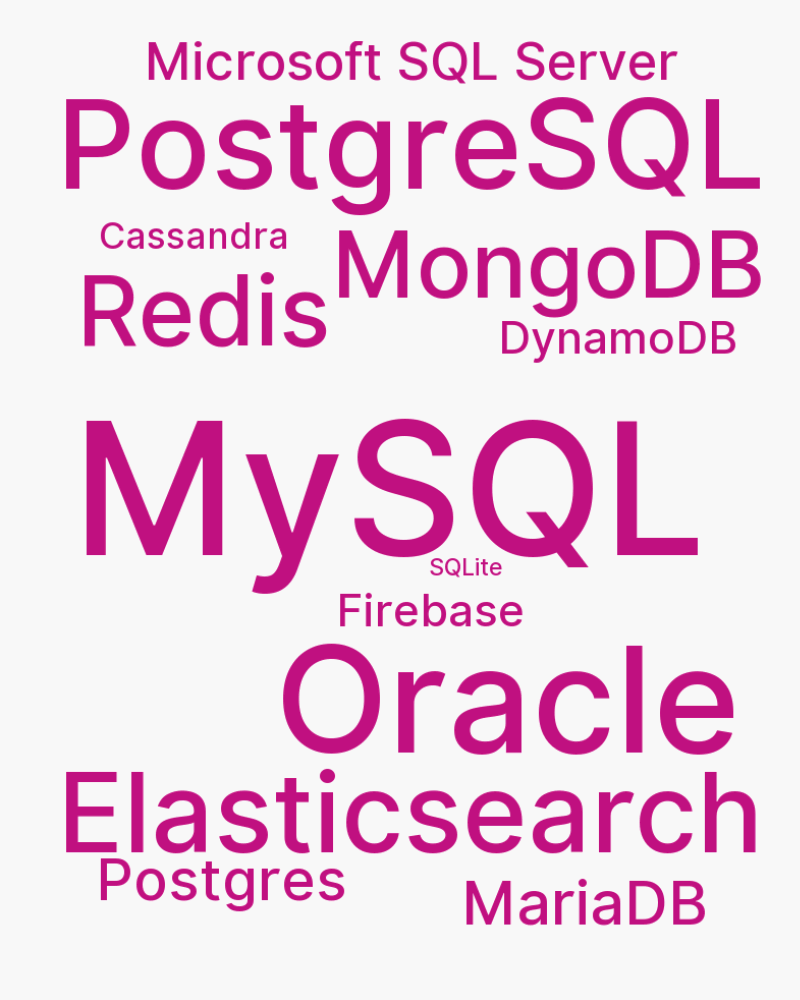 Microsoft SQL Server
PostgreSQL
Cassandra
MongoDB
Redis
DynamoDB
MySQL
SQLite
Firebase
Oracle
Elasticsearch
Postgres
MariaDB